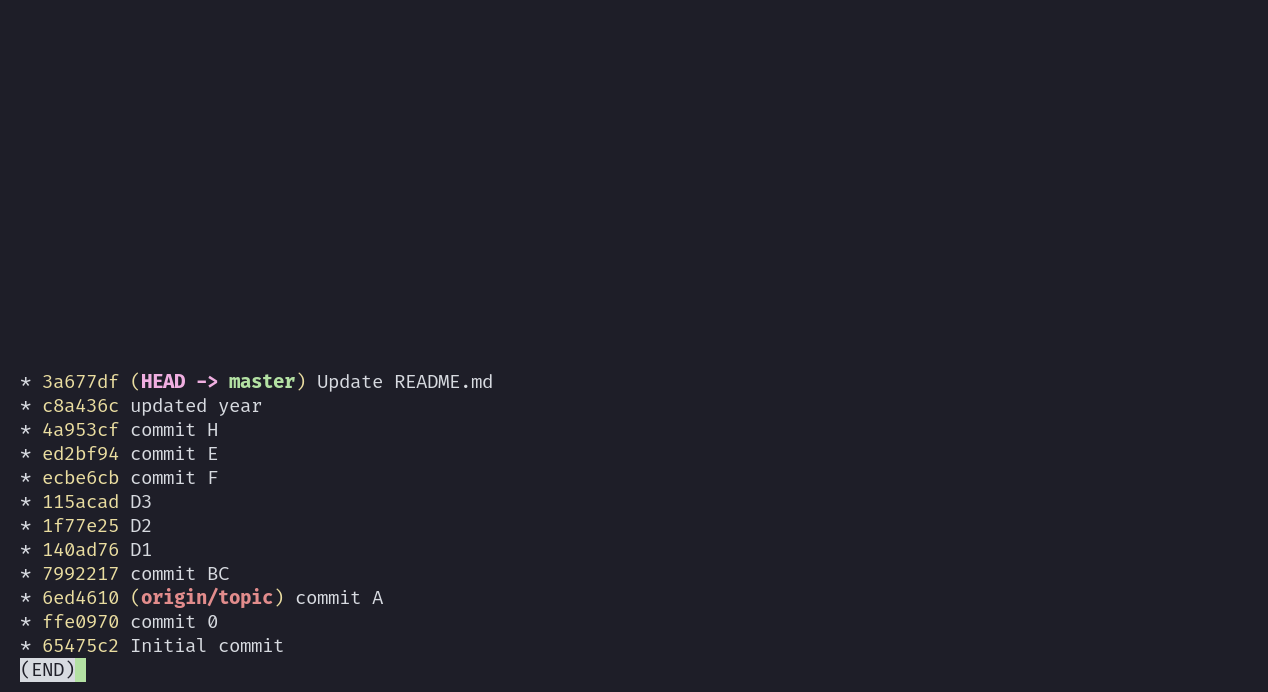 * 3a677df (HEAD -> master) Update README.md
* c8a436c updated year
* 4a953cf commit H
* ed2bf94 commit E
* ecbe6cb commit F
* 115acad D3
* 1f77e25 D2
* 140ad76 D1
* 7992217 commit BC
* 6ed4610 (origin/topic) commit A
* ffe0970 commit 0
* 65475c2 Initial commit
(END)